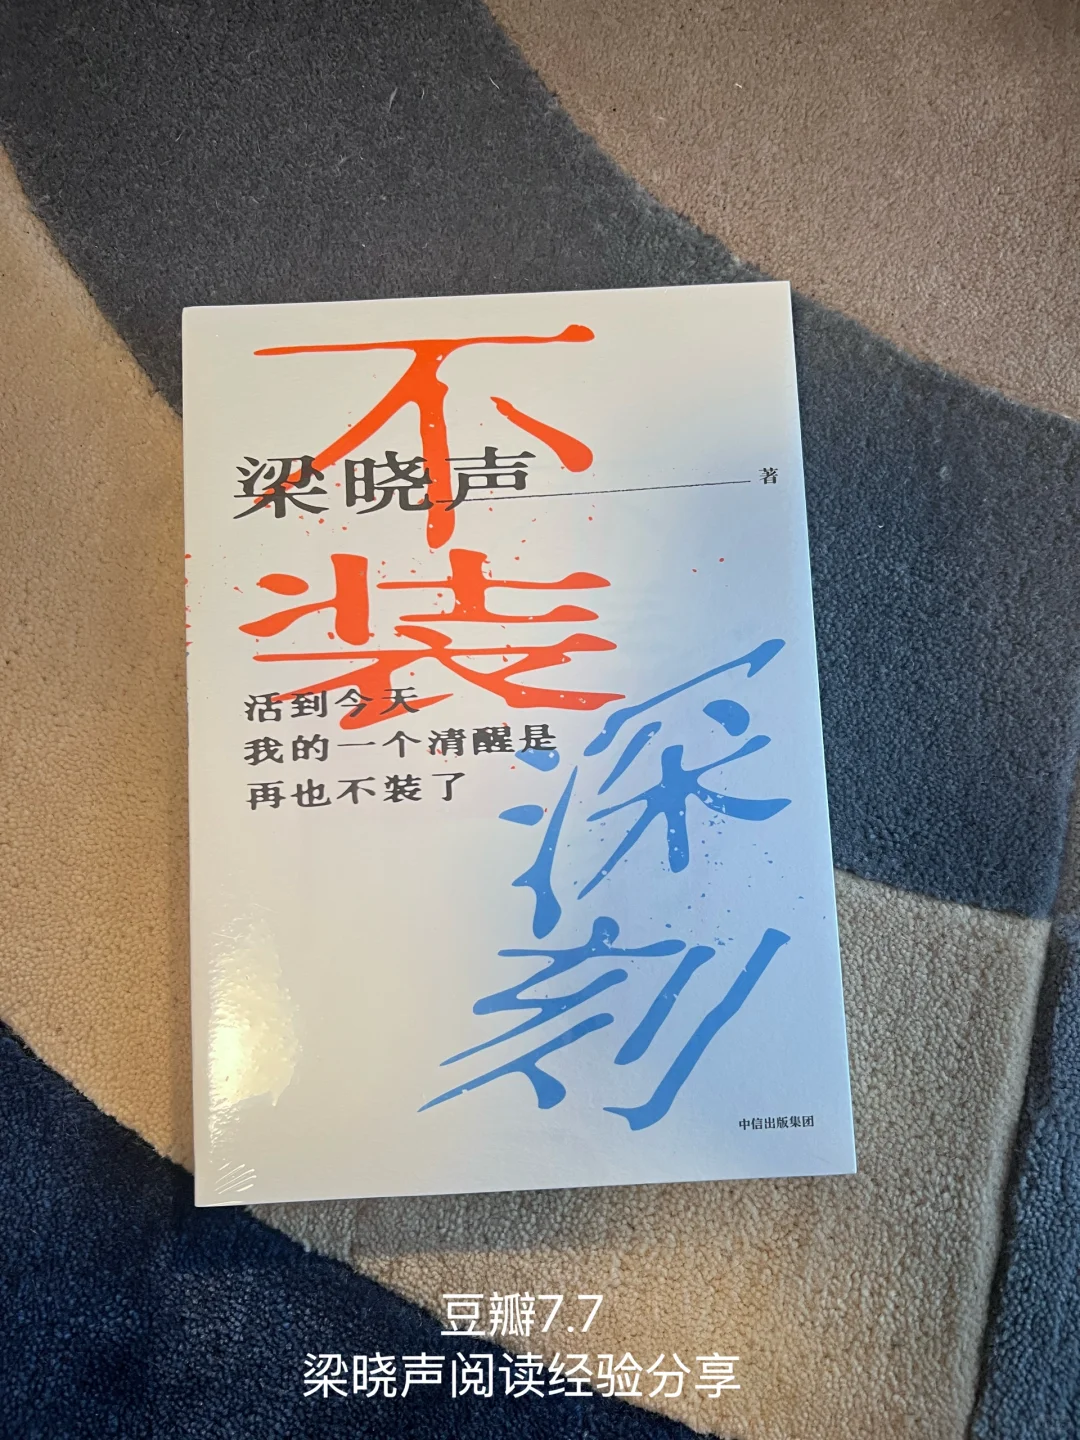 不装
深刻
梁晓声 著
活到今天
我的一个清醒是
再也不装了
中信出版集团
豆瓣7.7
梁晓声阅读经验分享